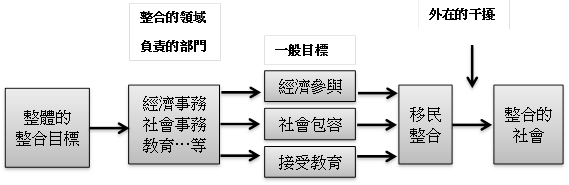 整合的領域
負責的部門
一般目標
外在的干擾
整體的
整合目標
經濟事務
社會事務
教育…等
經濟參與
社會包容
接受教育
移民
整合
整合的
社會